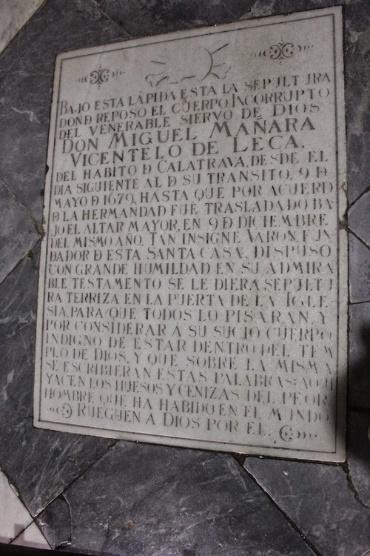 BAJO ESTA LAPIDA ESTA LA SEPULTURA
DOND REPOSO EL CUERPO INCORRUPTO
DEL VENERABLE SIERVO DE DIOS
DON MIGUEL MAÑARA
VICENTELO DE LECA,
DEL HABITO D CALATRAVA, DESDE EL
DIA SIGUIENTE AL D SU TRANSITO, 9 D
MAYO D 1679, HASTA QUE POR ACUERD
D LA HERMANDAD FUE TRASLADADO BA
JO EL ALTAR MAYOR, EN 9 D DICIEMBRE
DEL MISMO AÑO. TAN INSIGNE VARON FUN
DADOR D ESTA SANTA CASA, DISPUSO
CON GRANDE HUMILDAD EN SU ADMIRA
BLE TESTAMENTO SE LE DIERA SEPULTU
RA TERRIZA EN LA PUERTA DE LA IGLE
SIA, PARA QUE TODOS LO PISARAN,
POR CONSIDERAR A SU SUCIO CUERPO
INDIGNO DE ESTAR DENTRO DEL TEM
PLO DE DIOS, Y QUE SOBRE LA MISMA
SE ESCRIBIERAN ESTAS PALABRAS: AQUI
YACEN LOS HUESOS Y CENIZAS DEL PEOR
HOMBRE QUE HA HABIDO EN EL MUNDO
RUEGUEN A DIOS POR EL.